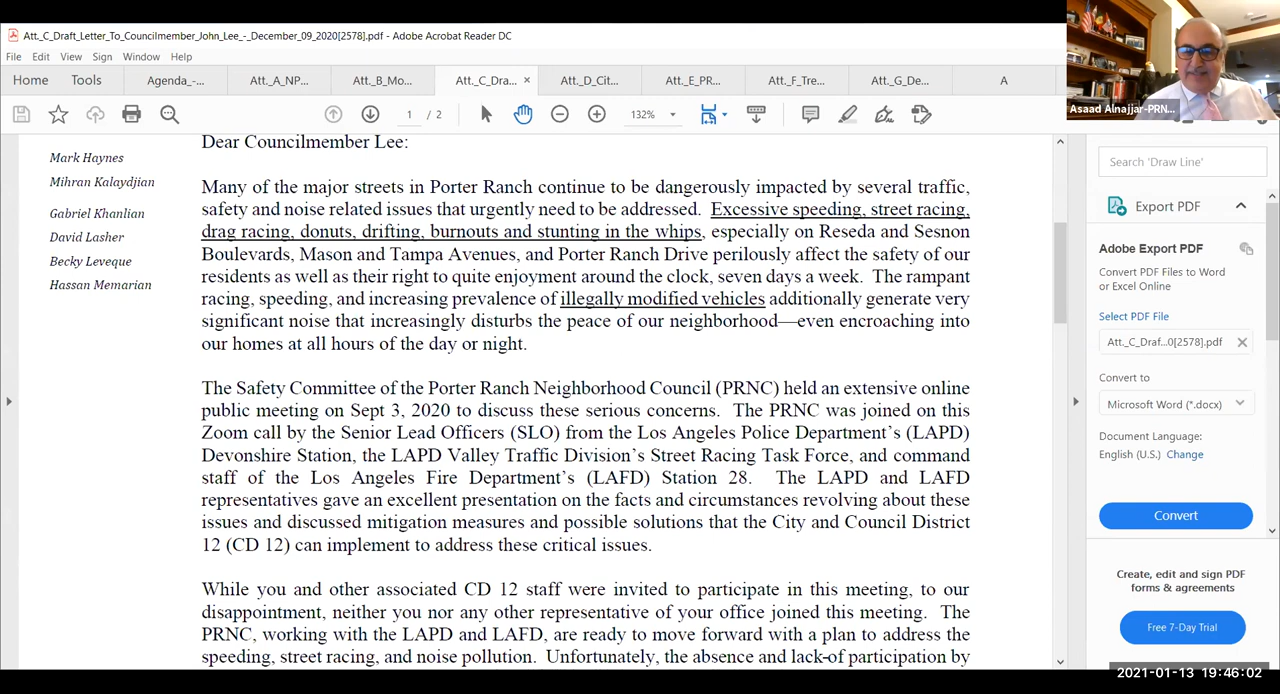 Att._C_Draft_Letter_To_Councilmember_John_Lee_-_December_09_2020[2578].pdf - Adobe Acrobat Reader DC
File Edit View Sign Window Help
Home Tools Agenda_-... Att._A_NP... Att._B_Mo... Att._C_Dra... × Att._D_Cit... Att._E_PR... Att._F_Tre... Att._G_De... A
1 / 2 132%
Asaad Alnajjar-PRN...
Mark Haynes
Mihran Kalaydjian
Gabriel Khanlian
David Lasher
Becky Leveque
Hassan Memarian
Dear Councilmember Lee:
Many of the major streets in Porter Ranch continue to be dangerously impacted by several traffic,
safety and noise related issues that urgently need to be addressed. Excessive speeding, street racing,
drag racing, donuts, drifting, burnouts and stunting in the whips, especially on Reseda and Sesnon
Boulevards, Mason and Tampa Avenues, and Porter Ranch Drive perilously affect the safety of our
residents as well as their right to quite enjoyment around the clock, seven days a week. The rampant
racing, speeding, and increasing prevalence of illegally modified vehicles additionally generate very
significant noise that increasingly disturbs the peace of our neighborhood—even encroaching into
our homes at all hours of the day or night.
The Safety Committee of the Porter Ranch Neighborhood Council (PRNC) held an extensive online
public meeting on Sept 3, 2020 to discuss these serious concerns. The PRNC was joined on this
Zoom call by the Senior Lead Officers (SLO) from the Los Angeles Police Department’s (LAPD)
Devonshire Station, the LAPD Valley Traffic Division’s Street Racing Task Force, and command
staff of the Los Angeles Fire Department’s (LAFD) Station 28. The LAPD and LAFD
representatives gave an excellent presentation on the facts and circumstances revolving about these
issues and discussed mitigation measures and possible solutions that the City and Council District
12 (CD 12) can implement to address these critical issues.
While you and other associated CD 12 staff were invited to participate in this meeting, to our
disappointment, neither you nor any other representative of your office joined this meeting. The
PRNC, working with the LAPD and LAFD, are ready to move forward with a plan to address the
speeding, street racing, and noise pollution. Unfortunately, the absence and lack-of participation by
Search 'Draw Line'
Export PDF
Adobe Export PDF
Convert PDF Files to Word
or Excel Online
Select PDF File
Att._C_Draf...0[2578].pdf
Convert to
Microsoft Word (*.docx)
Document Language:
English (U.S.) Change
Convert
Create, edit and sign PDF
forms & agreements
Free 7-Day Trial
2021-01-13 19:46:02